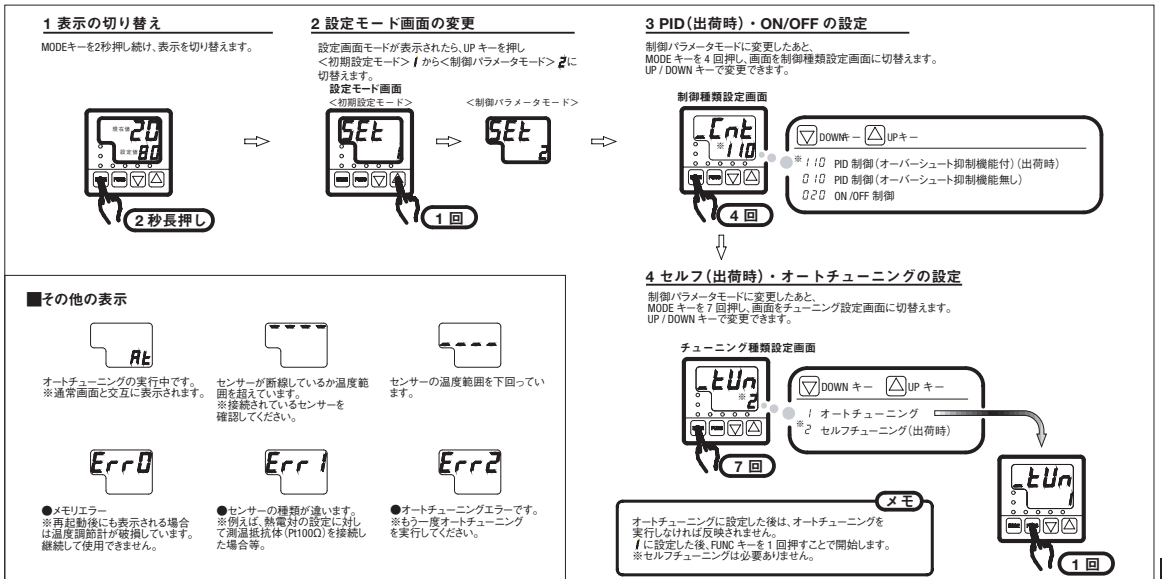 1 表示の切り替え
MODEキーを2秒押し続け、表示を切り替えます。
現在値 20
設定値 80
2 秒長押し
2 設定モード画面の変更
設定画面モードが表示されたら、UP キーを押し
<初期設定モード> 1 から<制御パラメータモード> 2に
切替えます。
設定モード画面
<初期設定モード>
SEt
1
1 回
<制御パラメータモード>
SEt
2
3 PID(出荷時)・ON/OFF の設定
制御パラメータモードに変更したあと、
MODE キーを 4 回押し、画面を制御種類設定画面に切替えます。
UP / DOWN キーで変更できます。
制御種類設定画面
_Cnt
※ 110
4 回
DOWNキー UPキー
※ 110 PID 制御(オーバーシュート抑制機能付)(出荷時)
010 PID 制御(オーバーシュート抑制機能無し)
020 ON /OFF 制御
4 セルフ(出荷時)・オートチューニングの設定
制御パラメータモードに変更したあと、
MODE キーを 7 回押し、画面をチューニング設定画面に切替えます。
UP / DOWN キーで変更できます。
チューニング種類設定画面
_tUn
※ 2
FUNC
7 回
DOWN キー UP キー
1 オートチューニング
※2 セルフチューニング(出荷時)
_tUn
1
1 回
メモ
オートチューニングに設定した後は、オートチューニングを
実行しなければ反映されません。
1 に設定した後、FUNC キーを 1 回押すことで開始します。
※セルフチューニングは必要ありません。
■その他の表示
At
オートチューニングの実行中です。
※通常画面と交互に表示されます。
センサーが断線しているか温度範
囲を超えています。
※接続されているセンサーを
確認してください。
センサーの温度範囲を下回ってい
ます。
Err0
●メモリエラー
※再起動後にも表示される場合
は温度調節計が破損しています。
継続して使用できません。
Err1
●センサーの種類が違います。
※例えば、熱電対の設定に対し
て測温抵抗体(Pt100Ω)を接続し
た場合等。
Err2
●オートチューニングエラーです。
※もう一度オートチューニング
を実行してください。